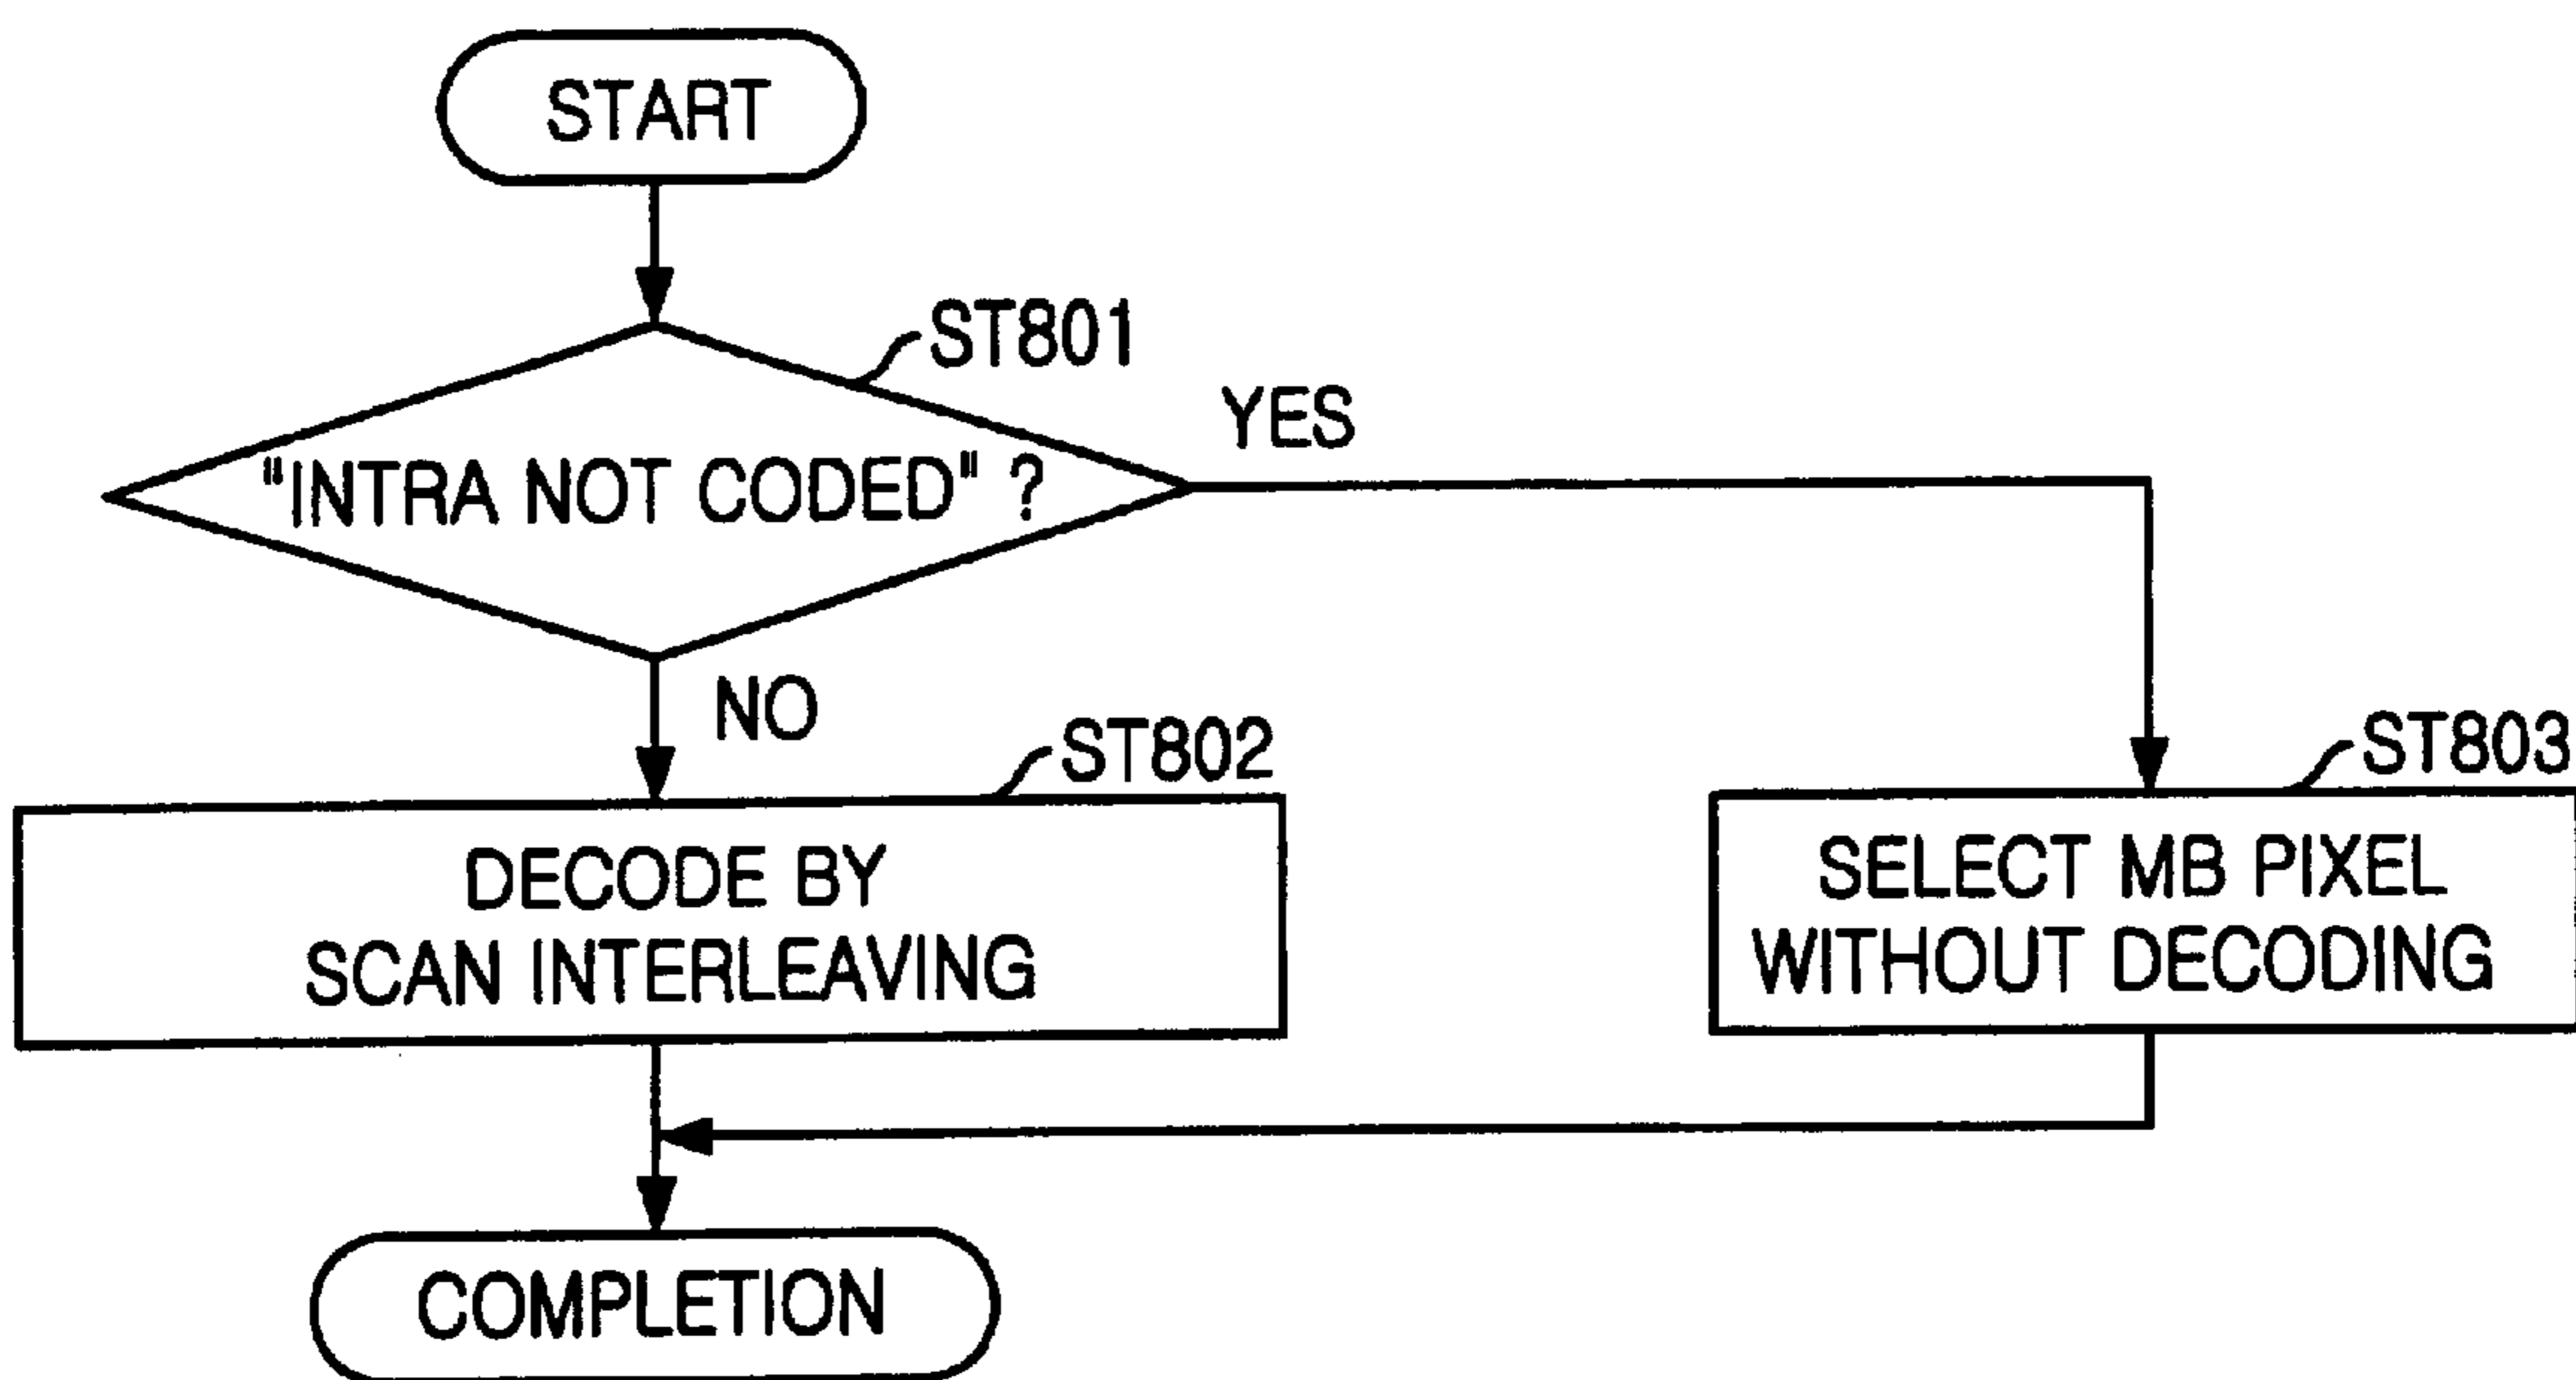 START
ST801
"INTRA NOT CODED" ?
YES
NO
ST802
DECODE BY
SCAN INTERLEAVING
ST803
SELECT MB PIXEL
WITHOUT DECODING
COMPLETION